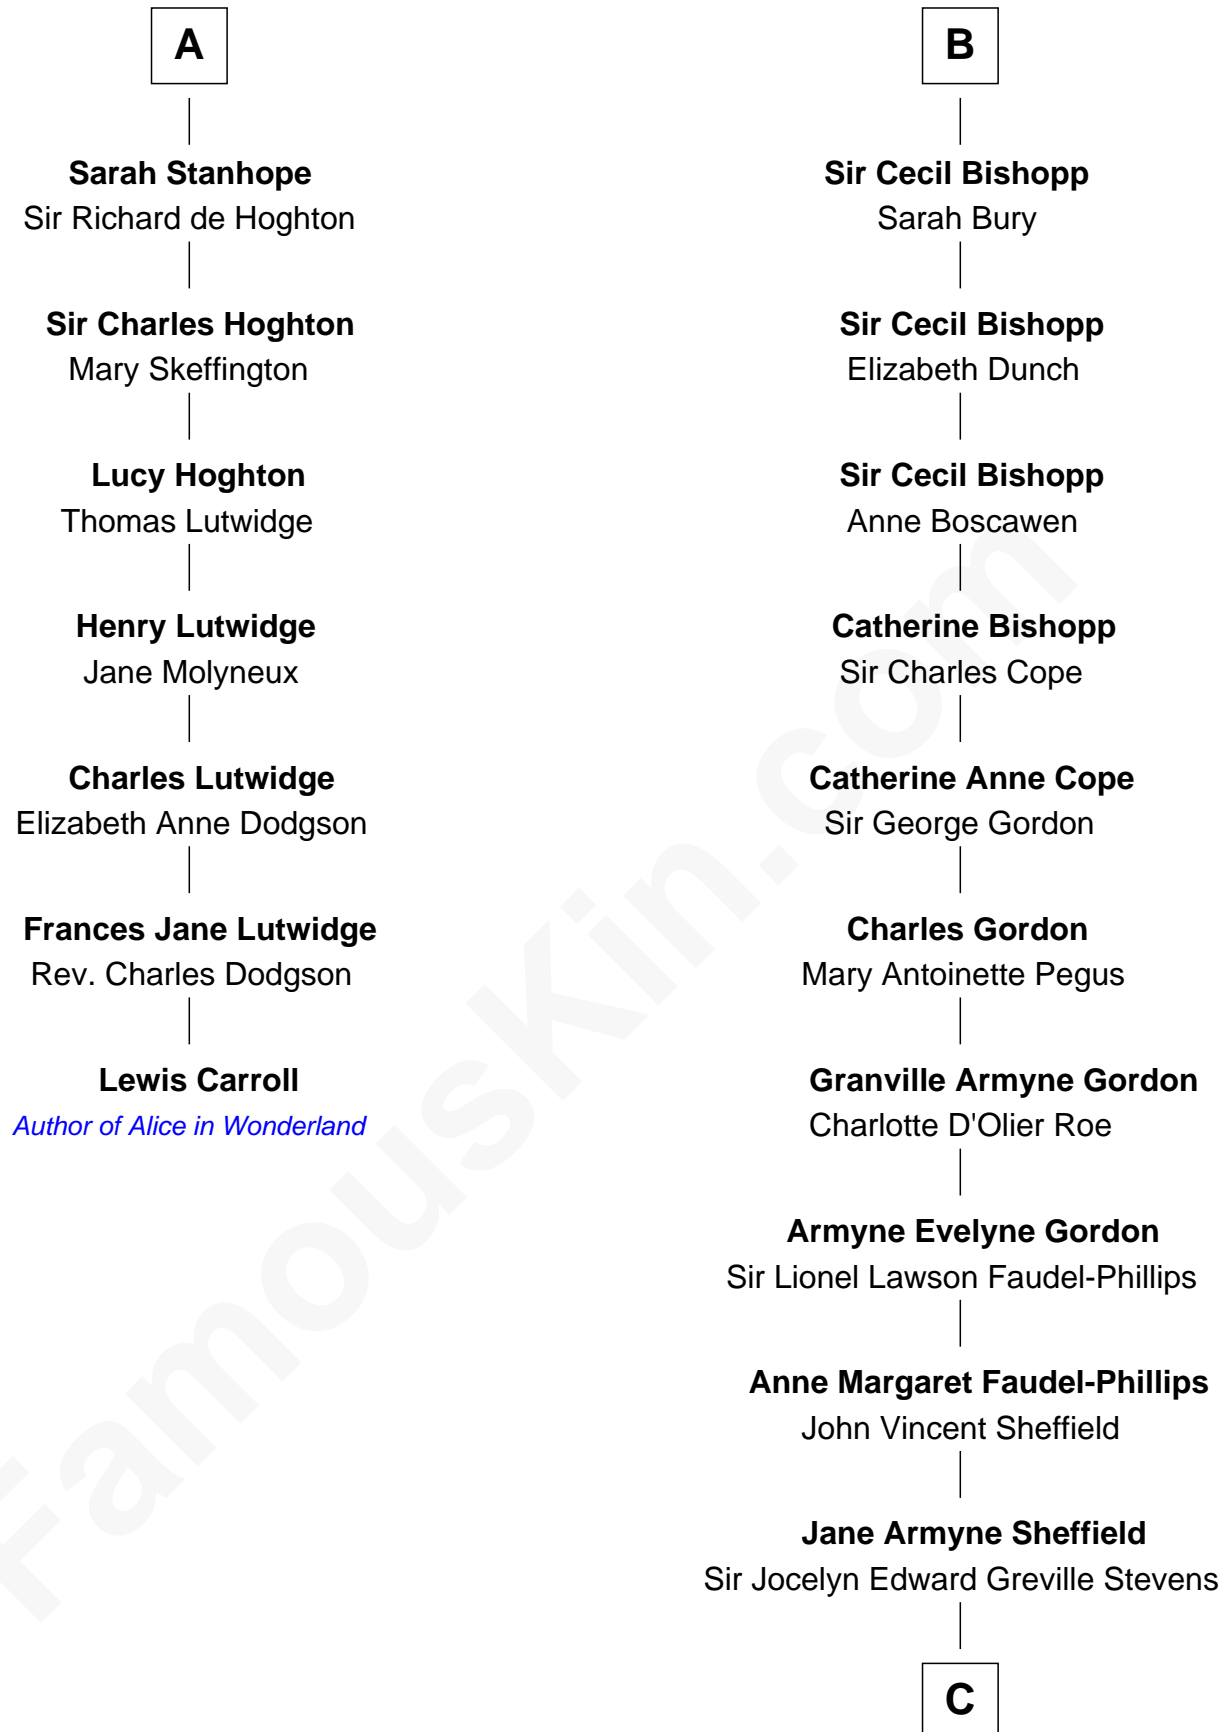 A
Sarah Stanhope
Sir Richard de Hoghton
Sir Charles Hoghton
Mary Skeffington
Lucy Hoghton
Thomas Lutwidge
Henry Lutwidge
Jane Molyneux
Charles Lutwidge
Elizabeth Anne Dodgson
Frances Jane Lutwidge
Rev. Charles Dodgson
Lewis Carroll
Author of Alice in Wonderland
B
Sir Cecil Bishopp
Sarah Bury
Sir Cecil Bishopp
Elizabeth Dunch
Sir Cecil Bishopp
Anne Boscawen
Catherine Bishopp
Sir Charles Cope
Catherine Anne Cope
Sir George Gordon
Charles Gordon
Mary Antoinette Pegus
Granville Armyne Gordon
Charlotte D'Olier Roe
Armyne Evelyne Gordon
Sir Lionel Lawson Faudel-Phillips
Anne Margaret Faudel-Phillips
John Vincent Sheffield
Jane Armyne Sheffield
Sir Jocelyn Edward Greville Stevens
C
FamousKin.com